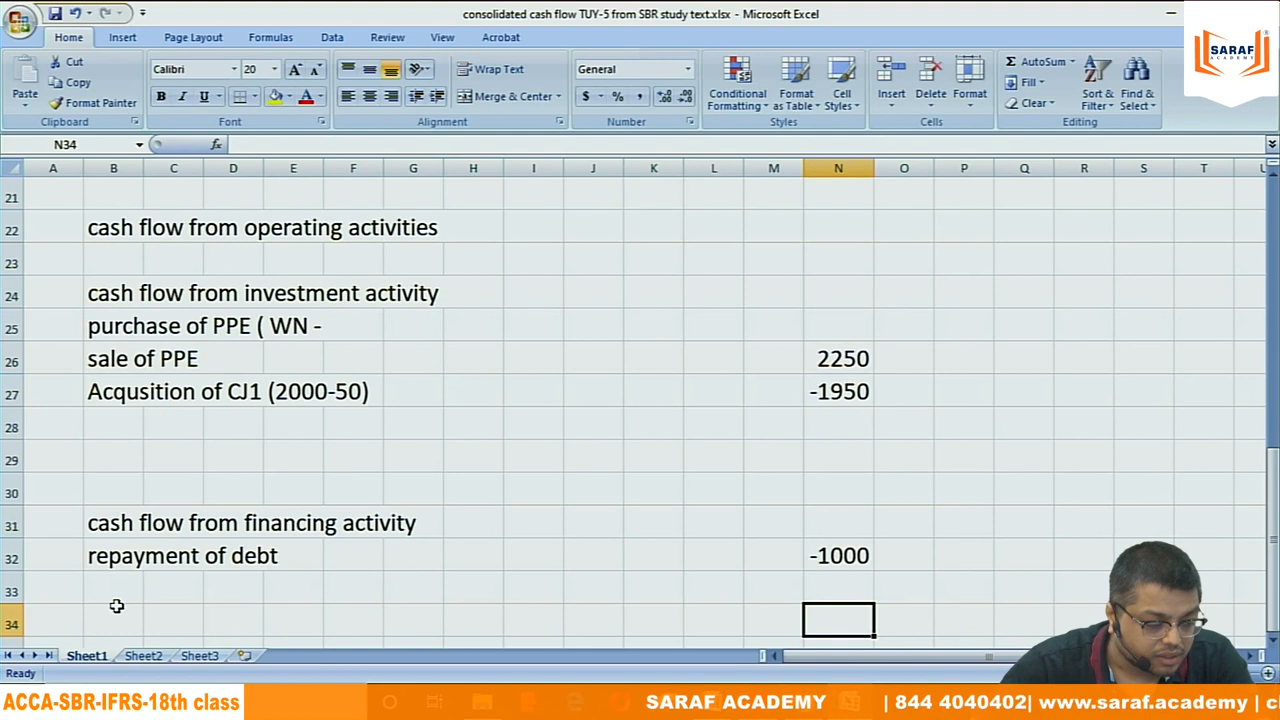 consolidated cash flow TUY-5 from SBR study text.xlsx - Microsoft Excel
Home Insert Page Layout Formulas Data Review View Acrobat
SARAF
ACADEMY
Paste
Cut
Copy
Format Painter
Clipboard
Calibri 20
B I U
Font
Wrap Text
Merge & Center
Alignment
General
$ % ,
Number
Conditional Formatting
Format as Table
Cell Styles
Styles
Insert Delete Format
Cells
AutoSum
Fill
Clear
Sort & Filter
Find & Select
Editing
N34 fx
A B C D E F G H I J K L M N O P Q R S T U
21
22 cash flow from operating activities
23
24 cash flow from investment activity
25 purchase of PPE ( WN -
26 sale of PPE 2250
27 Acqusition of CJ1 (2000-50) -1950
28
29
30
31 cash flow from financing activity
32 repayment of debt -1000
33
34
Sheet1 Sheet2 Sheet3
Ready
ACCA-SBR-IFRS-18th class SARAF ACADEMY | 844 4040402| www.saraf.academy | c